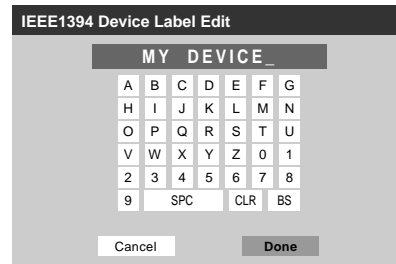 IEEE1394 Device Label Edit
MY DEVICE_
A B C D E F G
H I J K L M N
O P Q R S T U
V W X Y Z 0 1
2 3 4 5 6 7 8
9 SPC CLR BS
Cancel Done